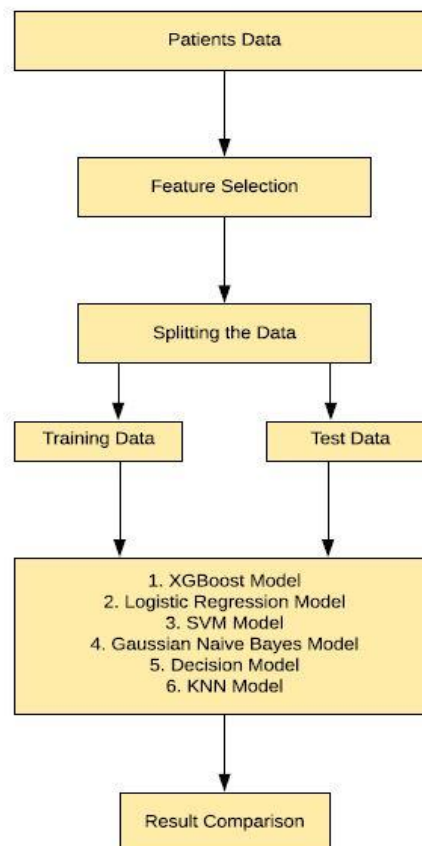 Patients Data
Feature Selection
Splitting the Data
Training Data
Test Data
1. XGBoost Model
2. Logistic Regression Model
3. SVM Model
4. Gaussian Naive Bayes Model
5. Decision Model
6. KNN Model
Result Comparison